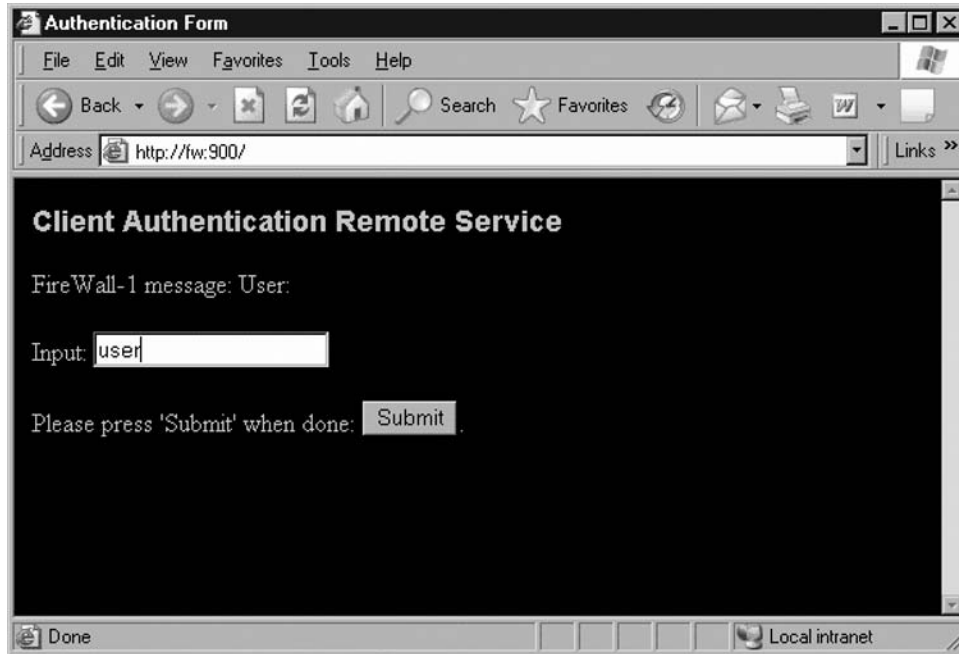 Authentication Form
File Edit View Favorites Tools Help
Back Search Favorites W
Address http://fw:900/ Links »
Client Authentication Remote Service
FireWall-1 message: User:
Input: user
Please press 'Submit' when done: Submit .
Done Local intranet